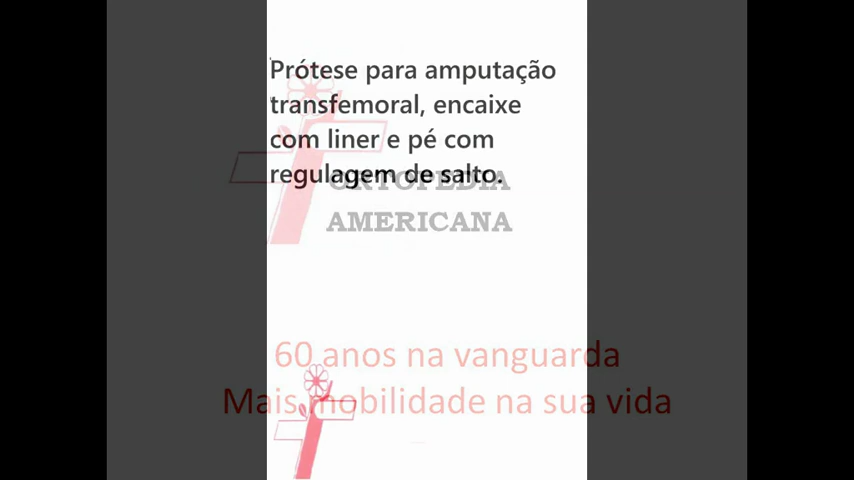 Prótese para amputação
transfemoral, encaixe
com liner e pé com
regulagem de salto.
ORTOPEDIA
AMERICANA
60 anos na vanguarda
Mais mobilidade na sua vida